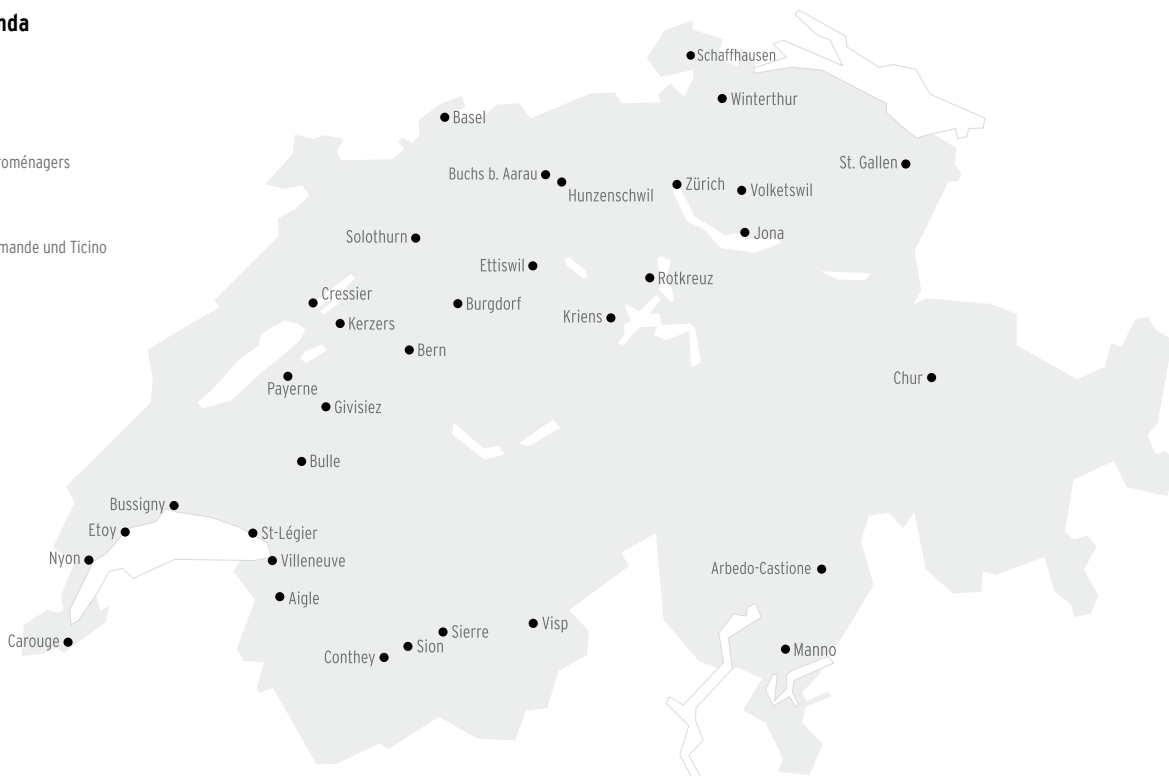 nda
Schaffhausen
Winterthur
Basel
roménagers
St. Gallen
Buchs b. Aarau
Hunzenschwil
Zürich
Volketswil
Jona
Solothurn
mande und Ticino
Ettiswil
Rotkreuz
Cressier
Burgdorf
Kriens
Kerzers
Bern
Chur
Payerne
Givisiez
Bulle
Bussigny
Etoy
St-Légier
Nyon
Villeneuve
Arbedo-Castione
Aigle
Visp
Sierre
Carouge
Sion
Conthey
Manno